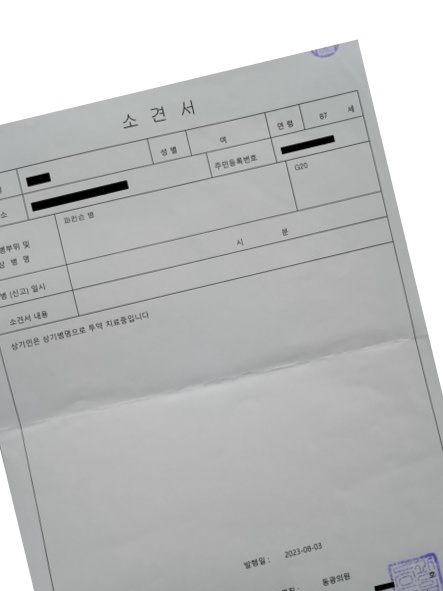 소 견 서
성 별 여 연 령 87 세
소 주민등록번호
파킨슨 병 G20
병부위 및
상 병 명
시 분
병 (신고) 일시
소견서 내용
상기인은 상기병명으로 투약 치료중입니다
발행일 : 2023-08-03
명칭 : 동광의원